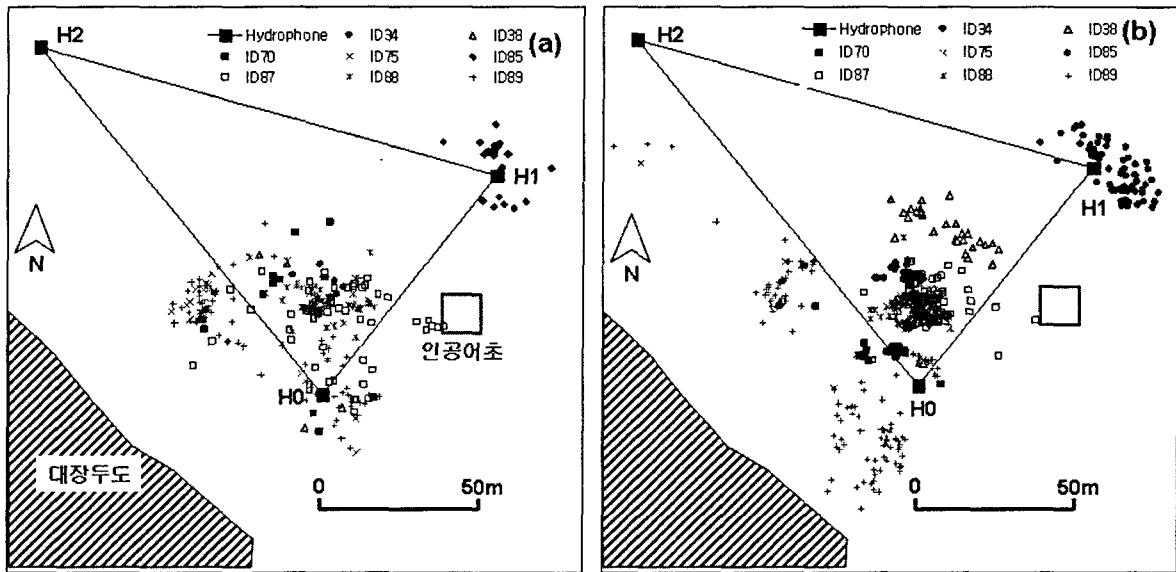 H2
Hydrophone ID34 ID38 (a)
ID70 ID75 ID85
ID87 ID88 ID89
H1
N
인공어초
H0
대장두도
0 50m
H2
Hydrophone ID34 ID38 (b)
ID70 ID75 ID85
ID87 ID88 ID89
H1
N
H0
0 50m